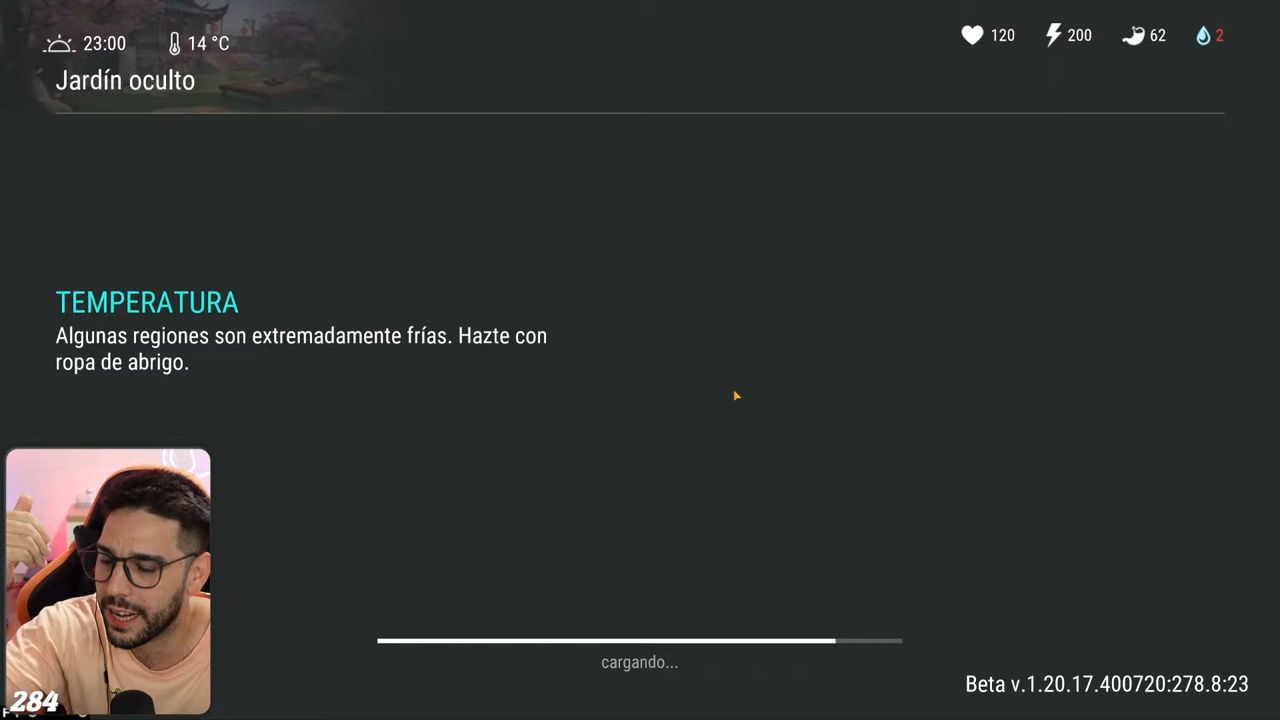 23:00 14 °C 120 200 62 2
Jardín oculto
TEMPERATURA
Algunas regiones son extremadamente frías. Hazte con
ropa de abrigo.
cargando...
Beta v.1.20.17.400720:278.8:23
284